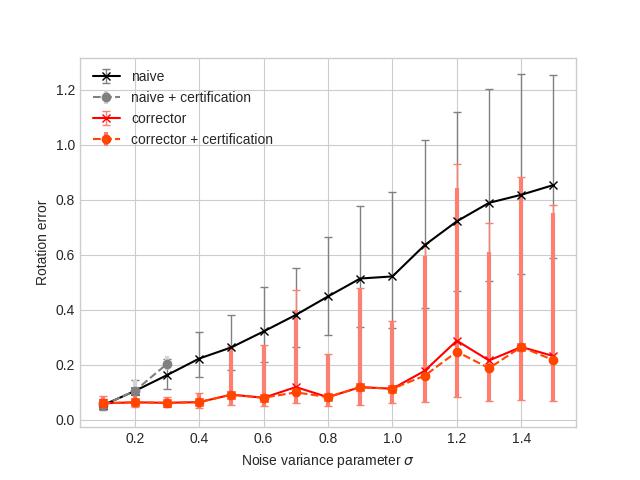 naive
naive + certification
corrector
corrector + certification
Rotation error
1.2
1.0
0.8
0.6
0.4
0.2
0.0
0.2 0.4 0.6 0.8 1.0 1.2 1.4
Noise variance parameter σ